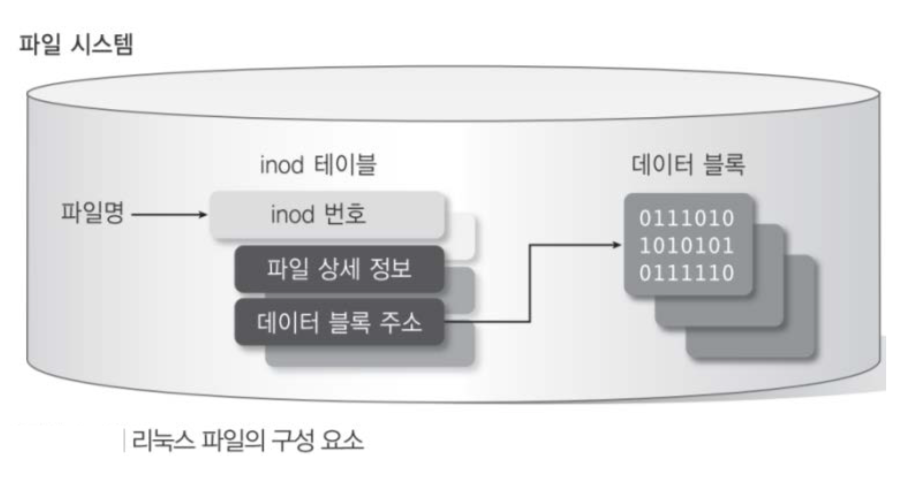 파일 시스템
inod 테이블
데이터 블록
파일명
inod 번호
파일 상세 정보
데이터 블록 주소
0111010
1010101
0111110
리눅스 파일의 구성 요소